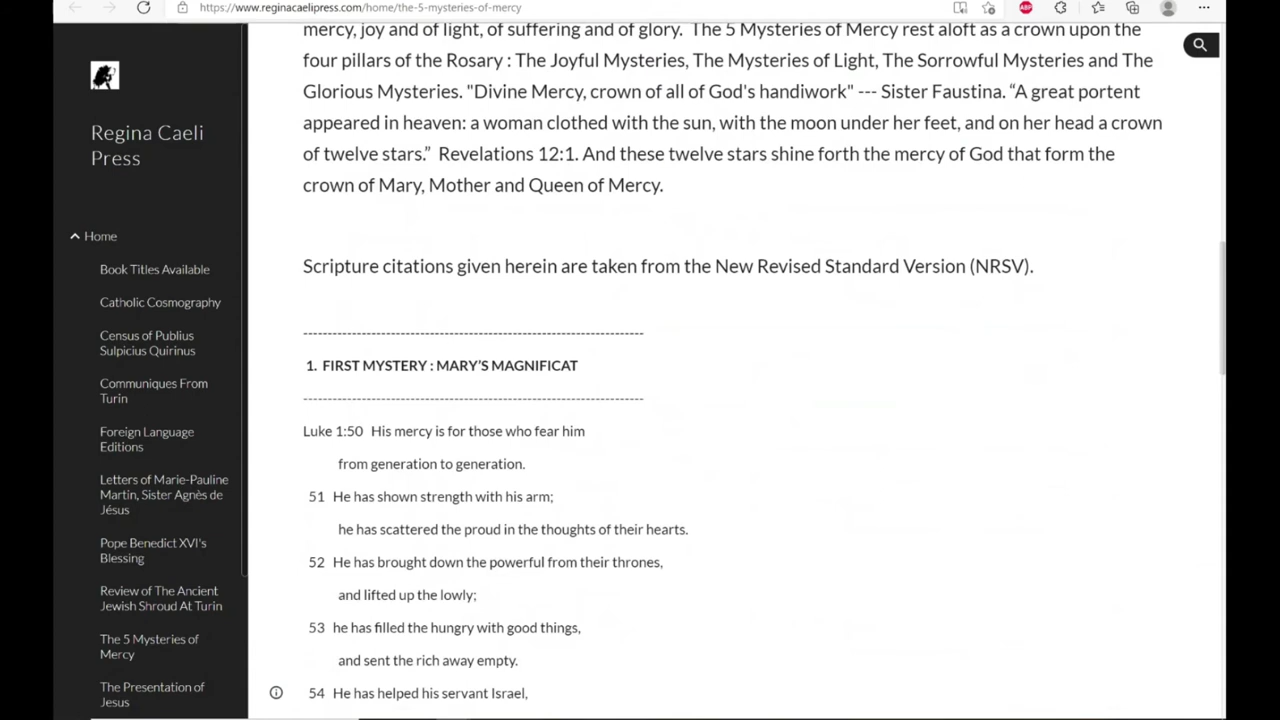 https://www.reginacaelipress.com/home/the-5-mysteries-of-mercy
ABP
Regina Caeli
Press
Home
Book Titles Available
Catholic Cosmography
Census of Publius
Sulpicius Quirinus
Communiques From
Turin
Foreign Language
Editions
Letters of Marie-Pauline
Martin, Sister Agnès de
Jésus
Pope Benedict XVI's
Blessing
Review of The Ancient
Jewish Shroud At Turin
The 5 Mysteries of
Mercy
The Presentation of
Jesus
mercy, joy and of light, of suffering and of glory. The 5 Mysteries of Mercy rest aloft as a crown upon the
four pillars of the Rosary : The Joyful Mysteries, The Mysteries of Light, The Sorrowful Mysteries and The
Glorious Mysteries. "Divine Mercy, crown of all of God's handiwork" --- Sister Faustina. “A great portent
appeared in heaven: a woman clothed with the sun, with the moon under her feet, and on her head a crown
of twelve stars.” Revelations 12:1. And these twelve stars shine forth the mercy of God that form the
crown of Mary, Mother and Queen of Mercy.
Scripture citations given herein are taken from the New Revised Standard Version (NRSV).
----------------------------------------------------------------------
1. FIRST MYSTERY : MARY’S MAGNIFICAT
----------------------------------------------------------------------
Luke 1:50 His mercy is for those who fear him
from generation to generation.
51 He has shown strength with his arm;
he has scattered the proud in the thoughts of their hearts.
52 He has brought down the powerful from their thrones,
and lifted up the lowly;
53 he has filled the hungry with good things,
and sent the rich away empty.
54 He has helped his servant Israel,